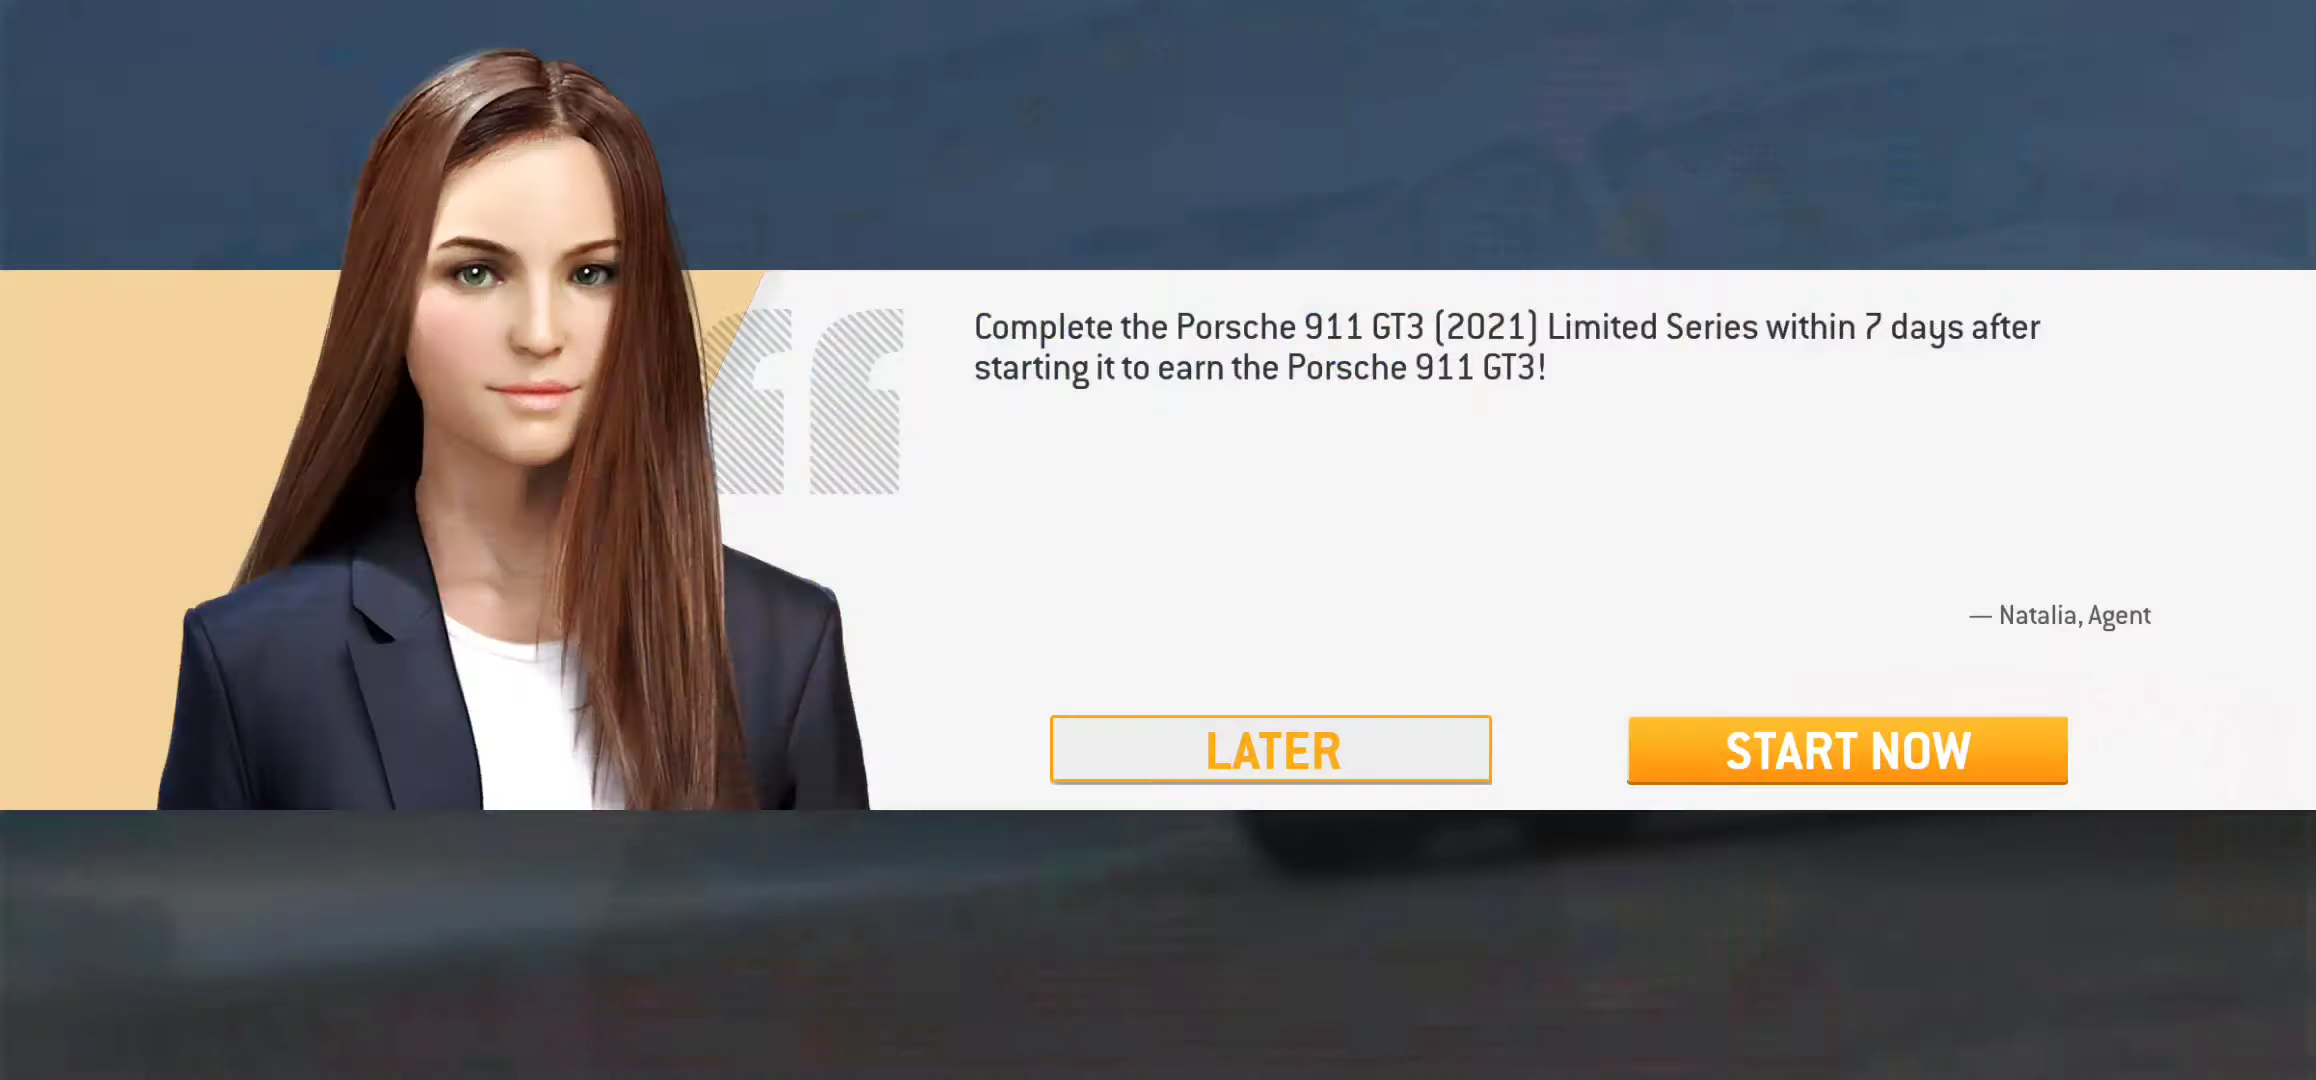 Complete the Porsche 911 GT3 (2021) Limited Series within 7 days after
starting it to earn the Porsche 911 GT3!
— Natalia, Agent
LATER
START NOW